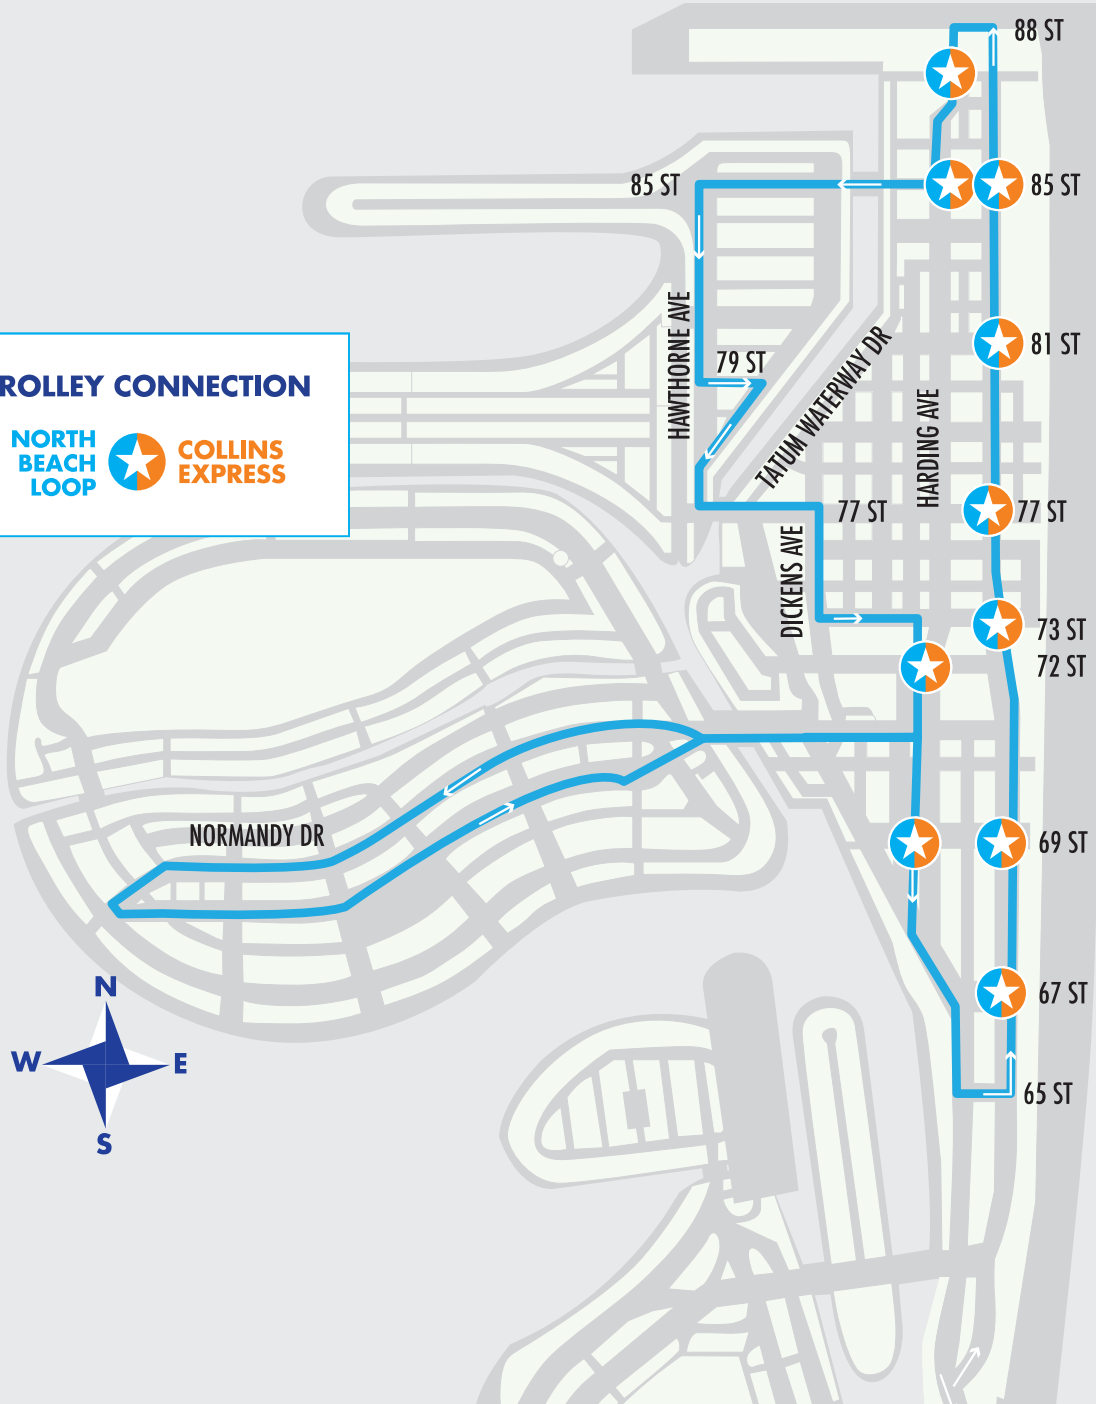 88 ST
85 ST
85 ST
HAWTHORNE AVE
79 ST
TATUM WATERWAY DR
81 ST
HARDING AVE
ROLLEY CONNECTION
NORTH
BEACH
LOOP
COLLINS
EXPRESS
77 ST
77 ST
DICKENS AVE
73 ST
72 ST
NORMANDY DR
69 ST
67 ST
65 ST
N
W
E
S